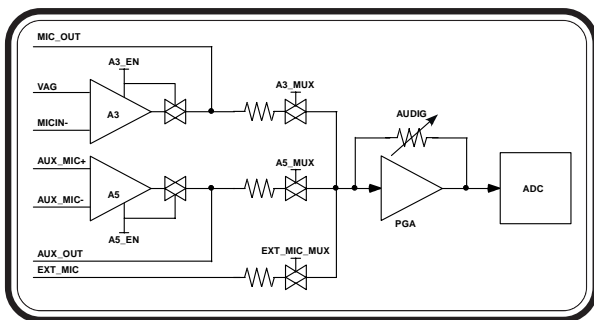 MIC_OUT
A3_EN
VAG
A3
MICIN-
A3_MUX
AUDIG
AUX_MIC+
A5
AUX_MIC-
A5_EN
A5_MUX
PGA
ADC
AUX_OUT
EXT_MIC
EXT_MIC_MUX